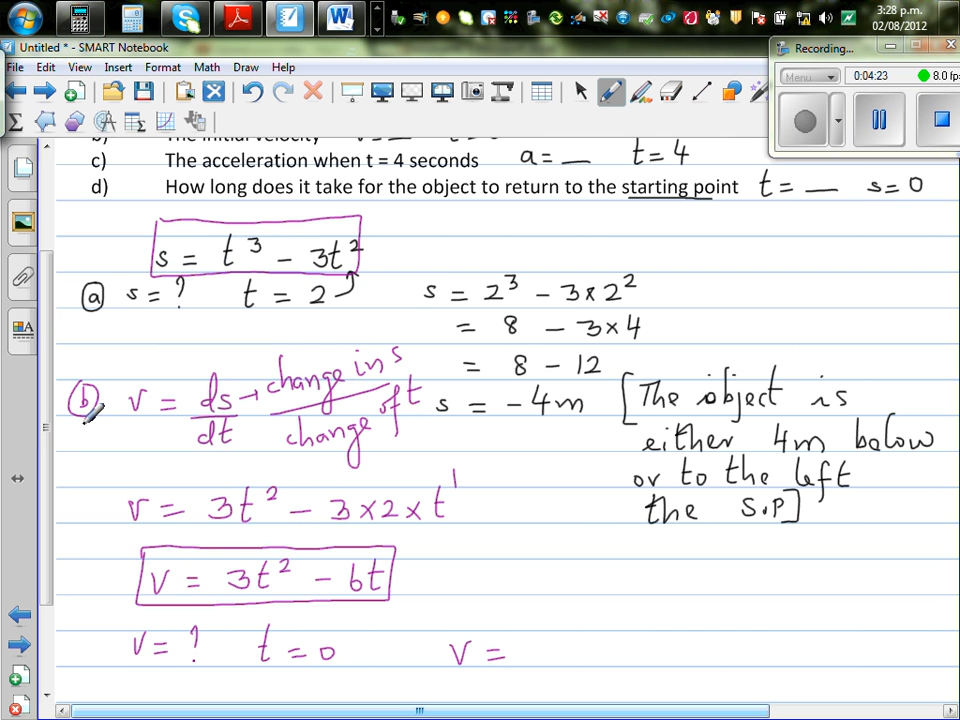 3:28 p.m.
02/08/2012
Untitled * - SMART Notebook
File Edit View Insert Format Math Draw Help
Recording...
Menu
0:04:23
8.0 fp
c) The acceleration when t = 4 seconds a = __ t = 4
d) How long does it take for the object to return to the starting point t = __ s = 0
s = t³ - 3t²
(a) s = ? t = 2
s = 2³ - 3×2²
= 8 - 3×4
= 8 - 12
s = -4m
[The object is
either 4m below
or to the left
the S.P]
(b) v = ds/dt → change in s / change of t
v = 3t² - 3×2×t¹
v = 3t² - 6t
v = ? t = 0 v =